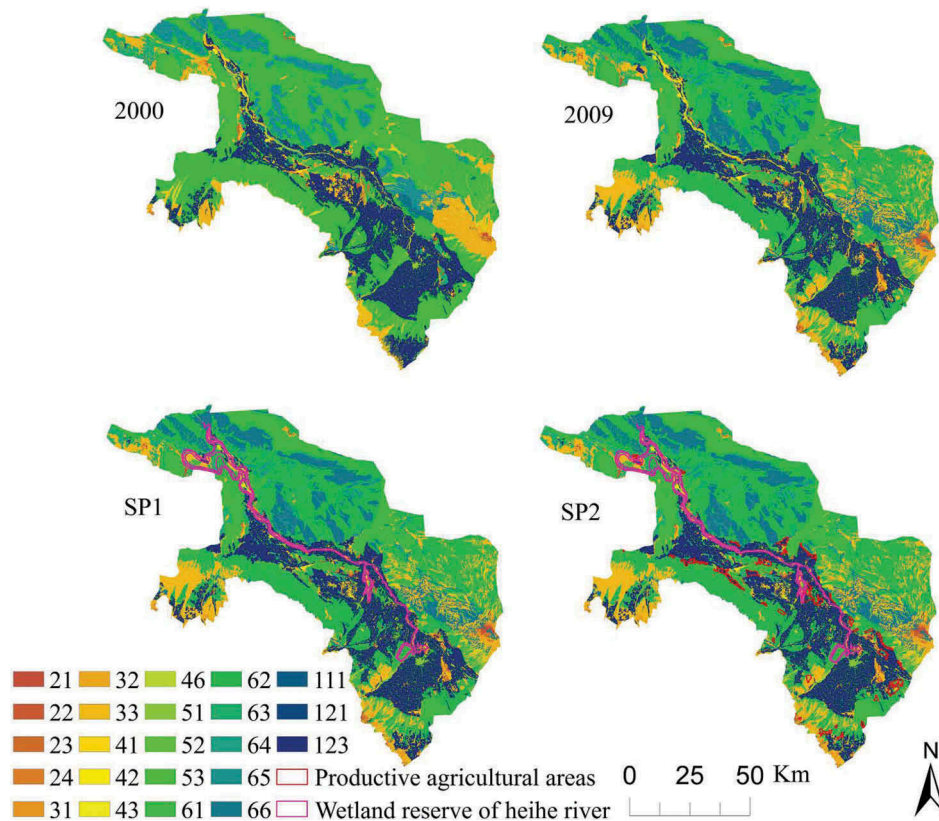 2000
2009
SP1
SP2
21 32 46 62 111
22 33 51 63 121
23 41 52 64 123
24 42 53 65 Productive agricultural areas
31 43 61 66 Wetland reserve of heihe river
0 25 50 Km
N